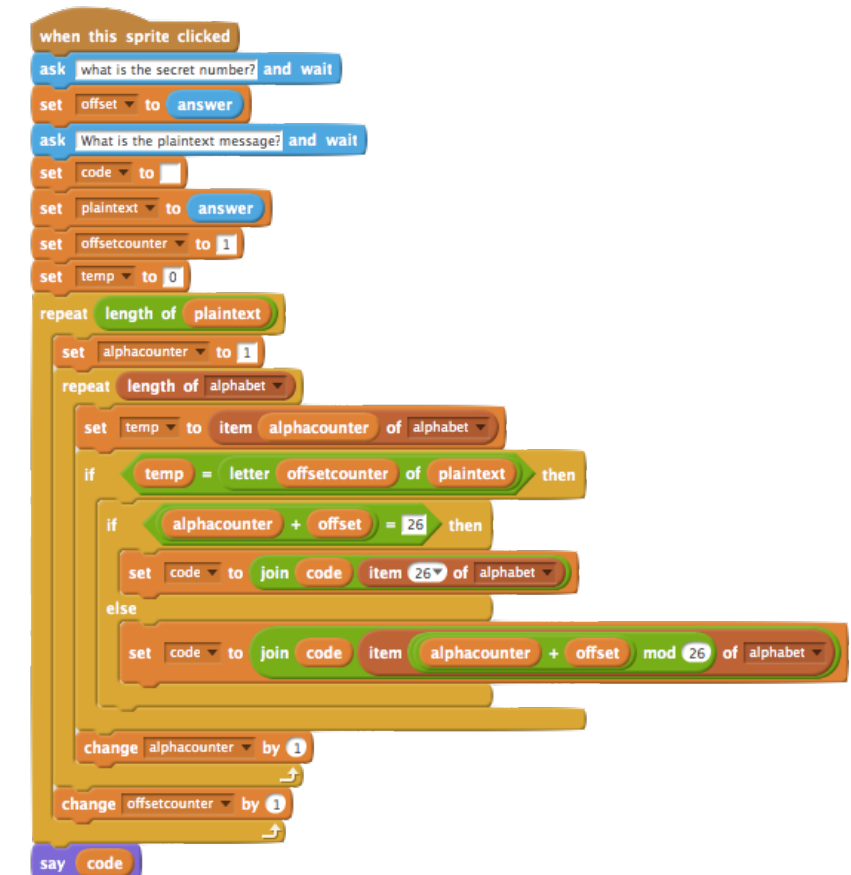 when this sprite clicked
ask what is the secret number? and wait
set offset to answer
ask What is the plaintext message? and wait
set code to
set plaintext to answer
set offsetcounter to 1
set temp to 0
repeat length of plaintext
set alphacounter to 1
repeat length of alphabet
set temp to item alphacounter of alphabet
if temp = letter offsetcounter of plaintext then
if alphacounter + offset = 26 then
set code to join code item 26 of alphabet
else
set code to join code item alphacounter + offset mod 26 of alphabet
change alphacounter by 1
change offsetcounter by 1
say code